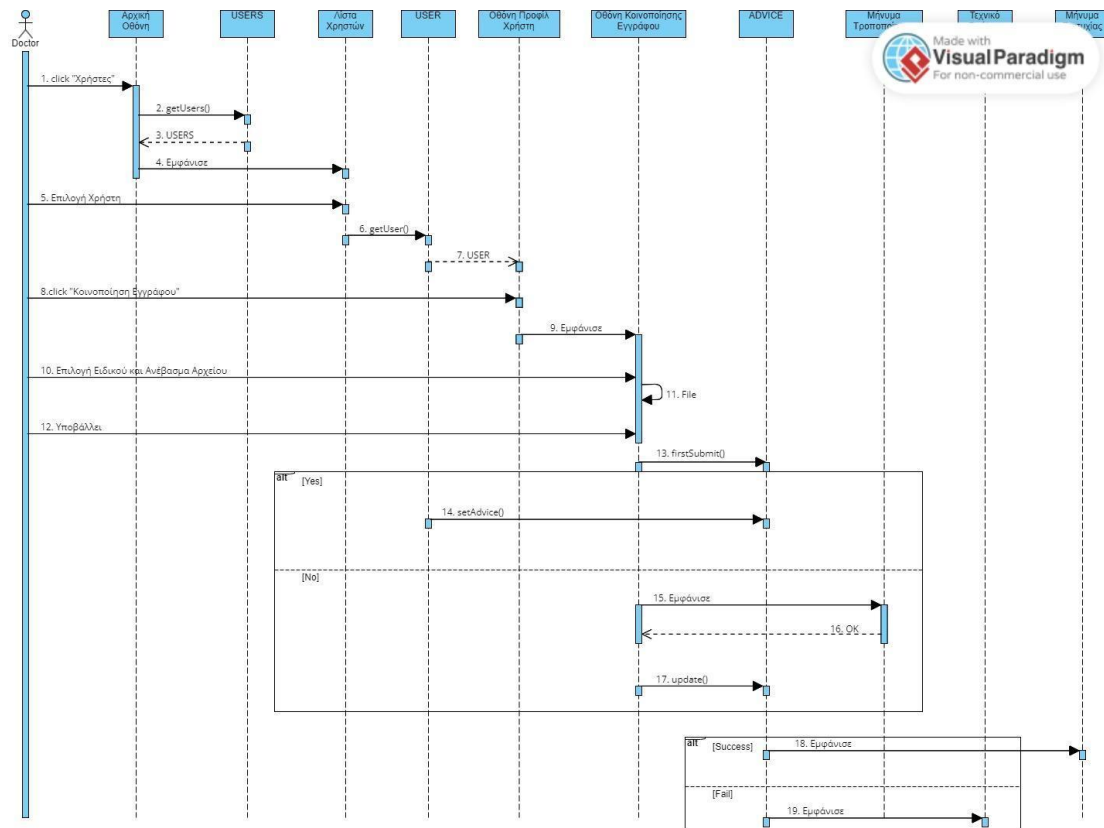 Doctor
Αρχική
Οθόνη
USERS
Λίστα
Χρηστών
USER
Οθόνη Προφίλ
Χρήστη
Οθόνη Κοινοποίησης
Εγγράφου
ADVICE
Μήνυμα
Τροποποί
Τεχνικό
Μήνυμα
τυχίας
Made with
Visual Paradigm
For non-commercial use
1. click "Χρήστες"
2. getUsers()
3. USERS
4. Εμφάνισε
5. Επιλογή Χρήστη
6. getUser()
7. USER
8.click "Κοινοποίηση Εγγράφου"
9. Εμφάνισε
10. Επιλογή Ειδικού και Ανέβασμα Αρχείου
11. File
12. Υποβάλλει
13. firstSubmit()
alt
[Yes]
14. setAdvice()
[No]
15. Εμφάνισε
16. OK
17. update()
alt
[Success]
18. Εμφάνισε
[Fail]
19. Εμφάνισε